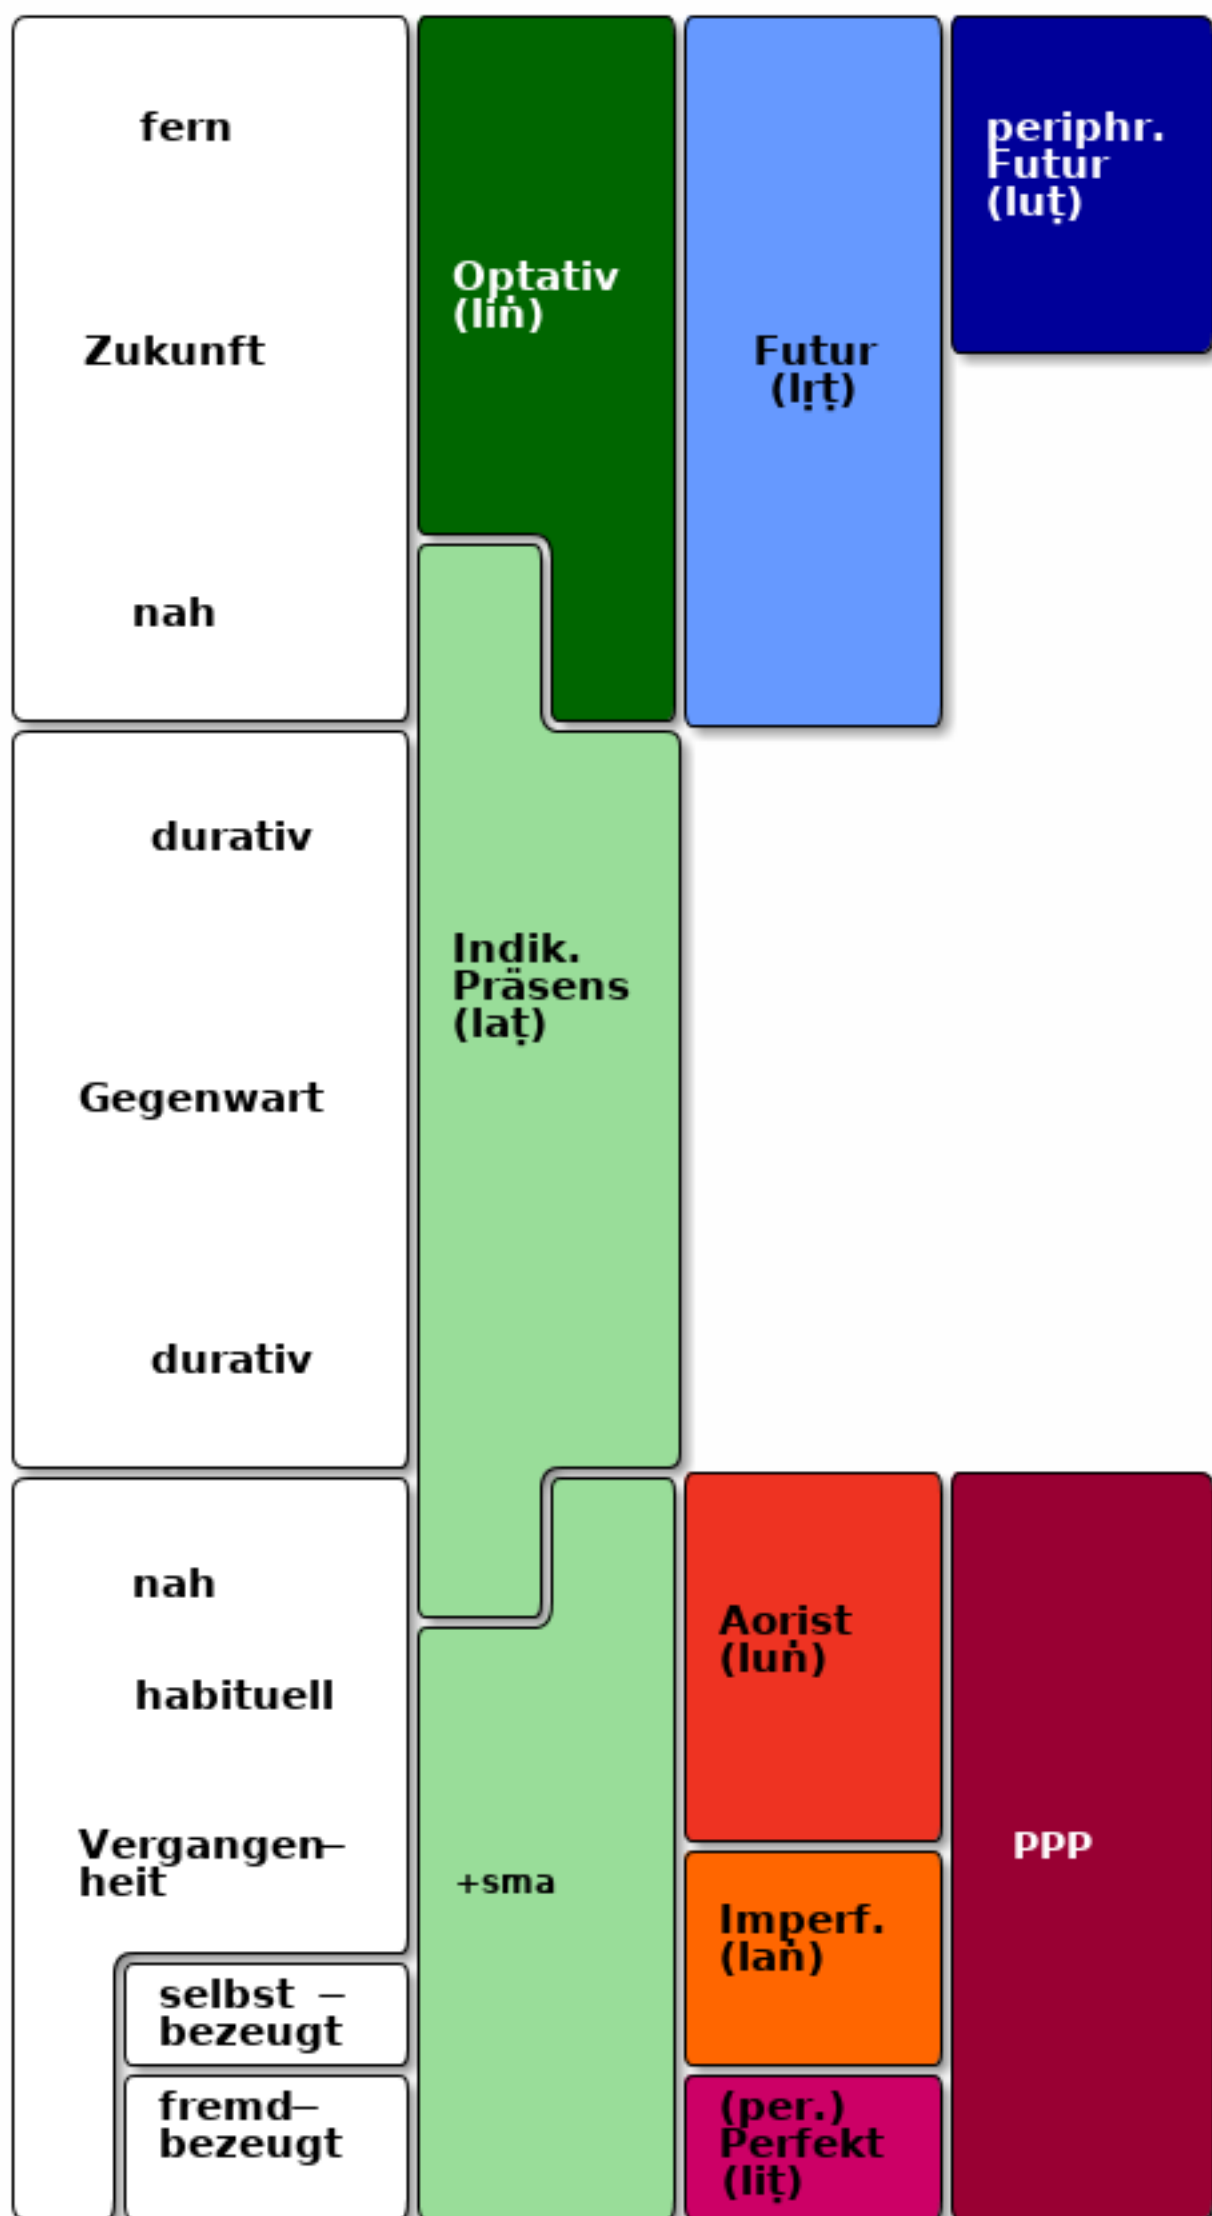 fern
Zukunft
nah
Optativ
(liṅ)
Futur
(lṛṭ)
periphr.
Futur
(luṭ)
durativ
Gegenwart
durativ
Indik.
Präsens
(laṭ)
nah
habituell
Vergangen–
heit
selbst –
bezeugt
fremd–
bezeugt
+sma
Aorist
(luṅ)
Imperf.
(laṅ)
(per.)
Perfekt
(liṭ)
PPP